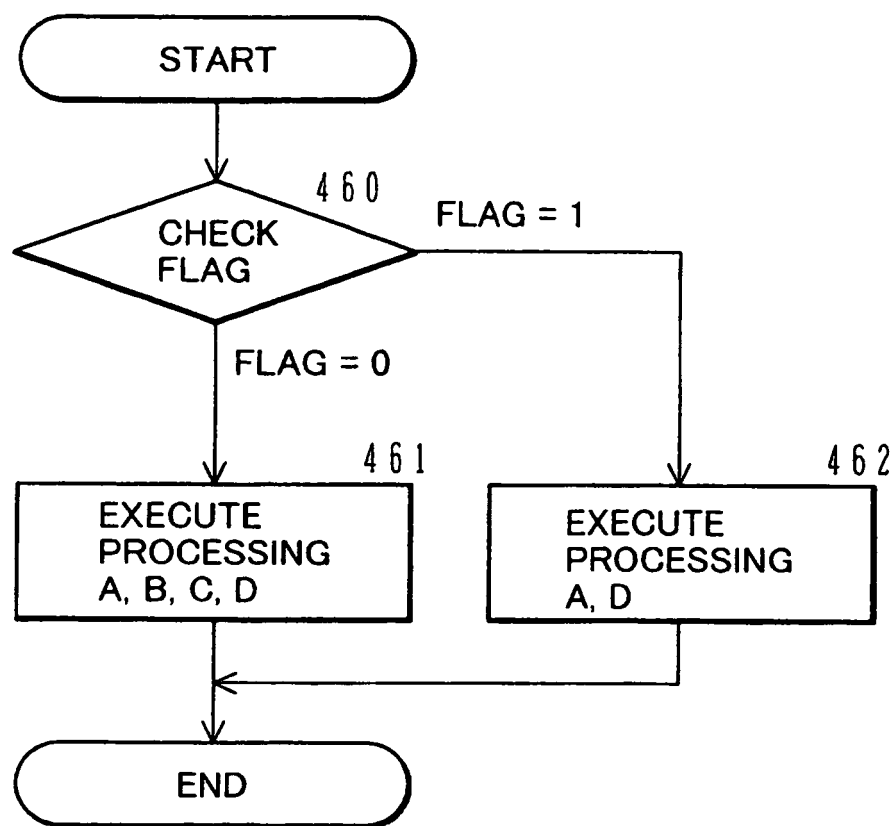 START
460
CHECK
FLAG
FLAG = 1
FLAG = 0
461
EXECUTE
PROCESSING
A, B, C, D
462
EXECUTE
PROCESSING
A, D
END